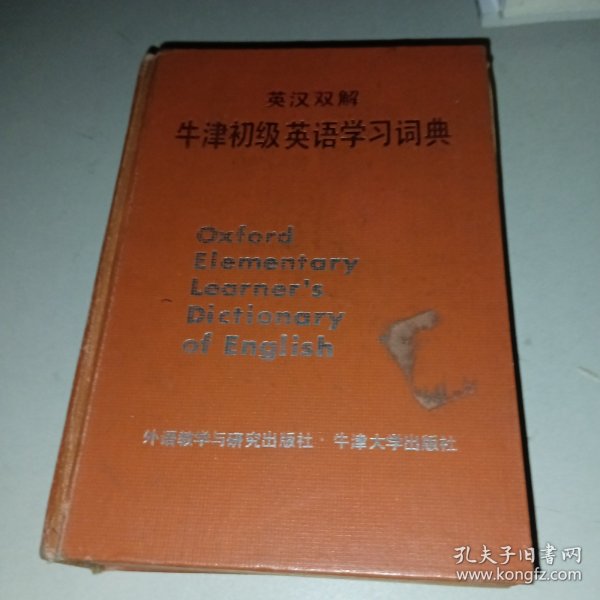 英汉双解
牛津初级英语学习词典
Oxford
Elementary
Learner's
Dictionary
of English
外语教学与研究出版社·牛津大学出版社
孔夫子旧书网
www.kongfz.com